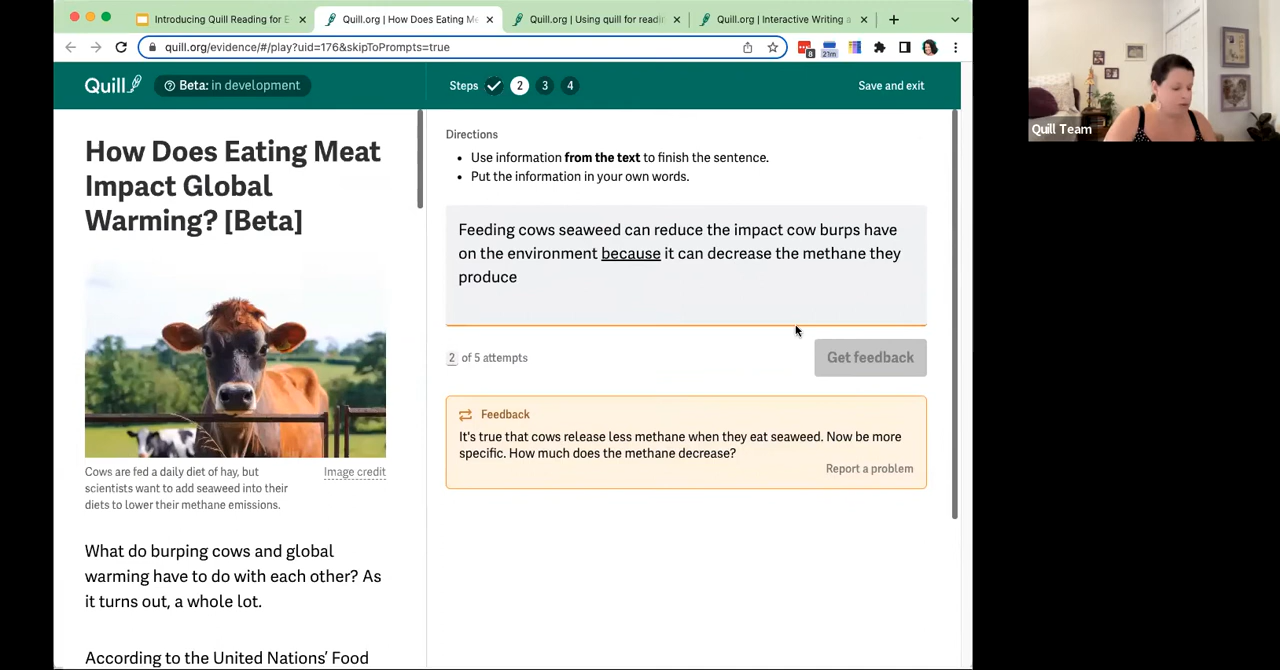 Introducing Quill Reading for E
Quill.org | How Does Eating Me
Quill.org | Using quill for readi
Quill.org | Interactive Writing a
quill.org/evidence/#/play?uid=176&skipToPrompts=true
8
21m
Quill
Beta: in development
Steps 2 3 4
Save and exit
How Does Eating Meat
Impact Global
Warming? [Beta]
Cows are fed a daily diet of hay, but
scientists want to add seaweed into their
diets to lower their methane emissions.
Image credit
What do burping cows and global
warming have to do with each other? As
it turns out, a whole lot.
According to the United Nations’ Food
Directions
• Use information from the text to finish the sentence.
• Put the information in your own words.
Feeding cows seaweed can reduce the impact cow burps have
on the environment because it can decrease the methane they
produce
2 of 5 attempts
Get feedback
Feedback
It's true that cows release less methane when they eat seaweed. Now be more
specific. How much does the methane decrease?
Report a problem
Quill Team